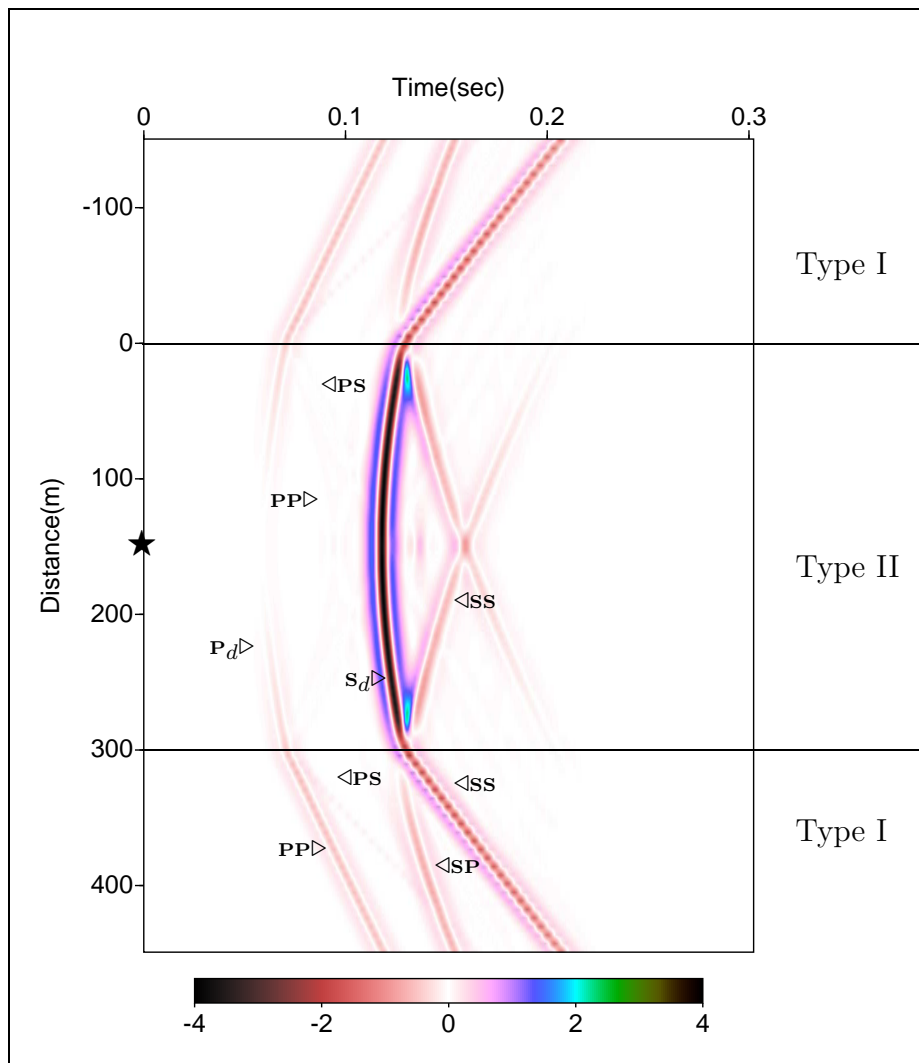 Time(sec)
0 0.1 0.2 0.3
-100
Type I
0
◁PS
100
PP▷
Distance(m)
Type II
◁SS
200
P_d▷
S_d▷
300
◁PS ◁SS
Type I
PP▷
◁SP
400
-4 -2 0 2 4